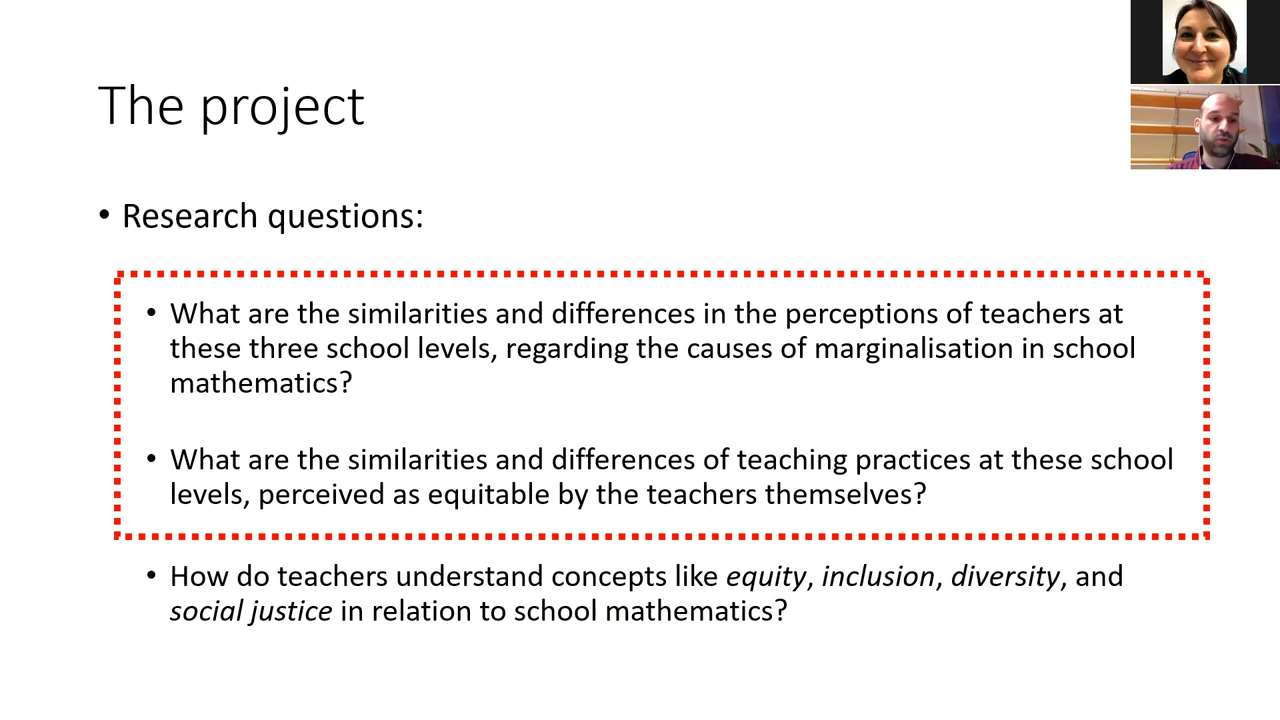 The project
• Research questions:
• What are the similarities and differences in the perceptions of teachers at
these three school levels, regarding the causes of marginalisation in school
mathematics?
• What are the similarities and differences of teaching practices at these school
levels, perceived as equitable by the teachers themselves?
• How do teachers understand concepts like equity, inclusion, diversity, and
social justice in relation to school mathematics?